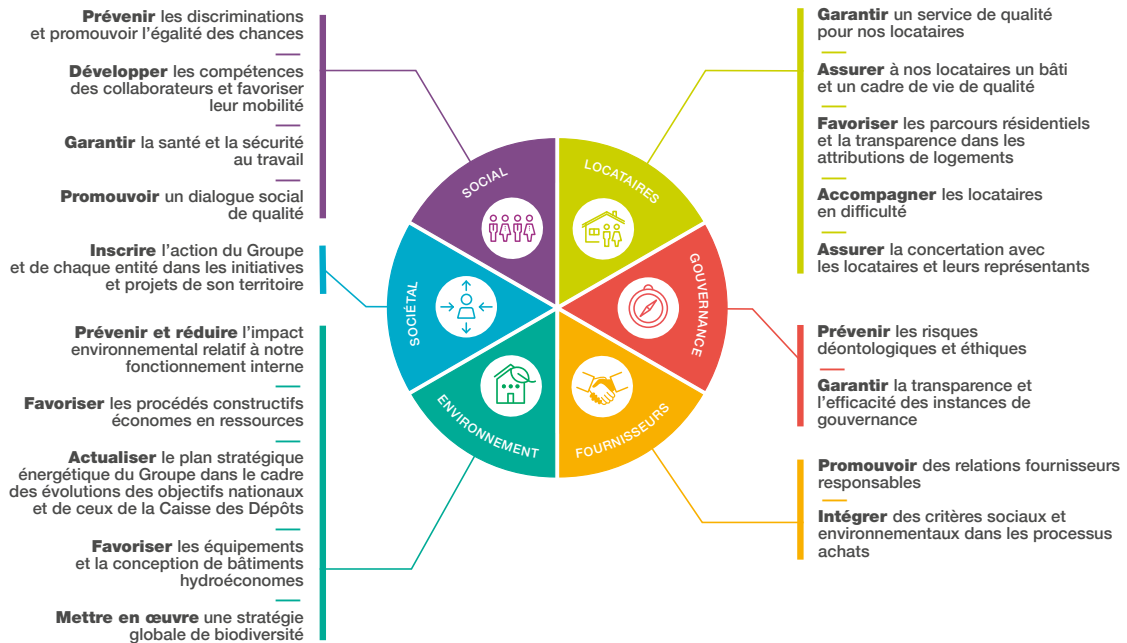 Prévenir les discriminations
et promouvoir l'égalité des chances
Développer les compétences
des collaborateurs et favoriser
leur mobilité
Garantir la santé et la sécurité
au travail
Promouvoir un dialogue social
de qualité
Inscrire l'action du Groupe
et de chaque entité dans les initiatives
et projets de son territoire
Prévenir et réduire l'impact
environnemental relatif à notre
fonctionnement interne
Favoriser les procédés constructifs
économes en ressources
Actualiser le plan stratégique
énergétique du Groupe dans le cadre
des évolutions des objectifs nationaux
et de ceux de la Caisse des Dépôts
Favoriser les équipements
et la conception de bâtiments
hydroéconomes
Mettre en œuvre une stratégie
globale de biodiversité
SOCIAL
LOCATAIRES
SOCIÉTAL
GOUVERNANCE
ENVIRONNEMENT
FOURNISSEURS
Garantir un service de qualité
pour nos locataires
Assurer à nos locataires un bâti
et un cadre de vie de qualité
Favoriser les parcours résidentiels
et la transparence dans les
attributions de logements
Accompagner les locataires
en difficulté
Assurer la concertation avec
les locataires et leurs représentants
Prévenir les risques
déontologiques et éthiques
Garantir la transparence et
l'efficacité des instances de
gouvernance
Promouvoir des relations fournisseurs
responsables
Intégrer des critères sociaux et
environnementaux dans les processus
achats